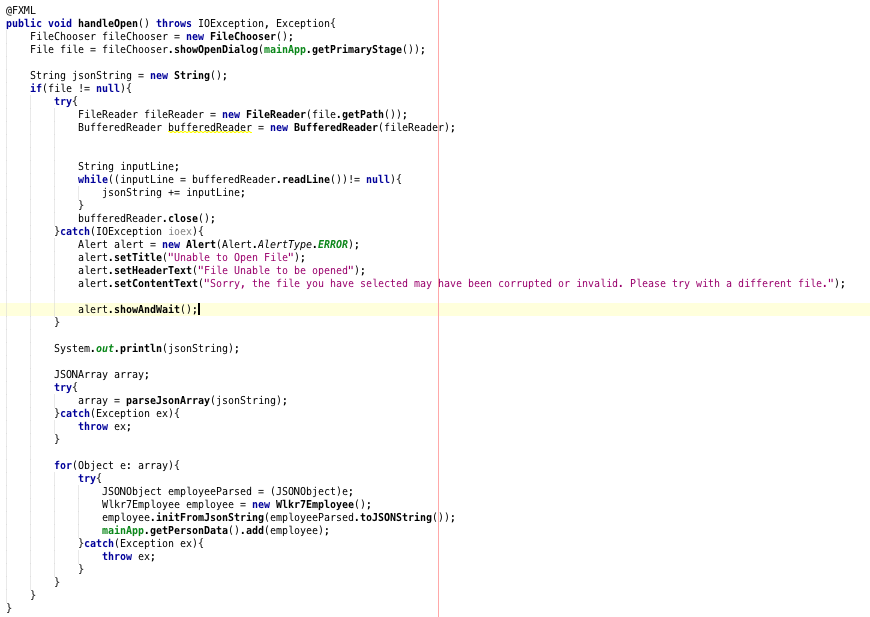 @FXML
public void handleOpen() throws IOException, Exception{
    FileChooser fileChooser = new FileChooser();
    File file = fileChooser.showOpenDialog(mainApp.getPrimaryStage());

    String jsonString = new String();
    if(file != null){
        try{
            FileReader fileReader = new FileReader(file.getPath());
            BufferedReader bufferedReader = new BufferedReader(fileReader);


            String inputLine;
            while((inputLine = bufferedReader.readLine())!= null){
                jsonString += inputLine;
            }
            bufferedReader.close();
        }catch(IOException ioex){
            Alert alert = new Alert(Alert.AlertType.ERROR);
            alert.setTitle("Unable to Open File");
            alert.setHeaderText("File Unable to be opened");
            alert.setContentText("Sorry, the file you have selected may have been corrupted or invalid. Please try with a different file.");

            alert.showAndWait();
        }

        System.out.println(jsonString);

        JSONArray array;
        try{
            array = parseJsonArray(jsonString);
        }catch(Exception ex){
            throw ex;
        }

        for(Object e: array){
            try{
                JSONObject employeeParsed = (JSONObject)e;
                Wlkr7Employee employee = new Wlkr7Employee();
                employee.initFromJsonString(employeeParsed.toJSONString());
                mainApp.getPersonData().add(employee);
            }catch(Exception ex){
                throw ex;
            }
        }
    }
}